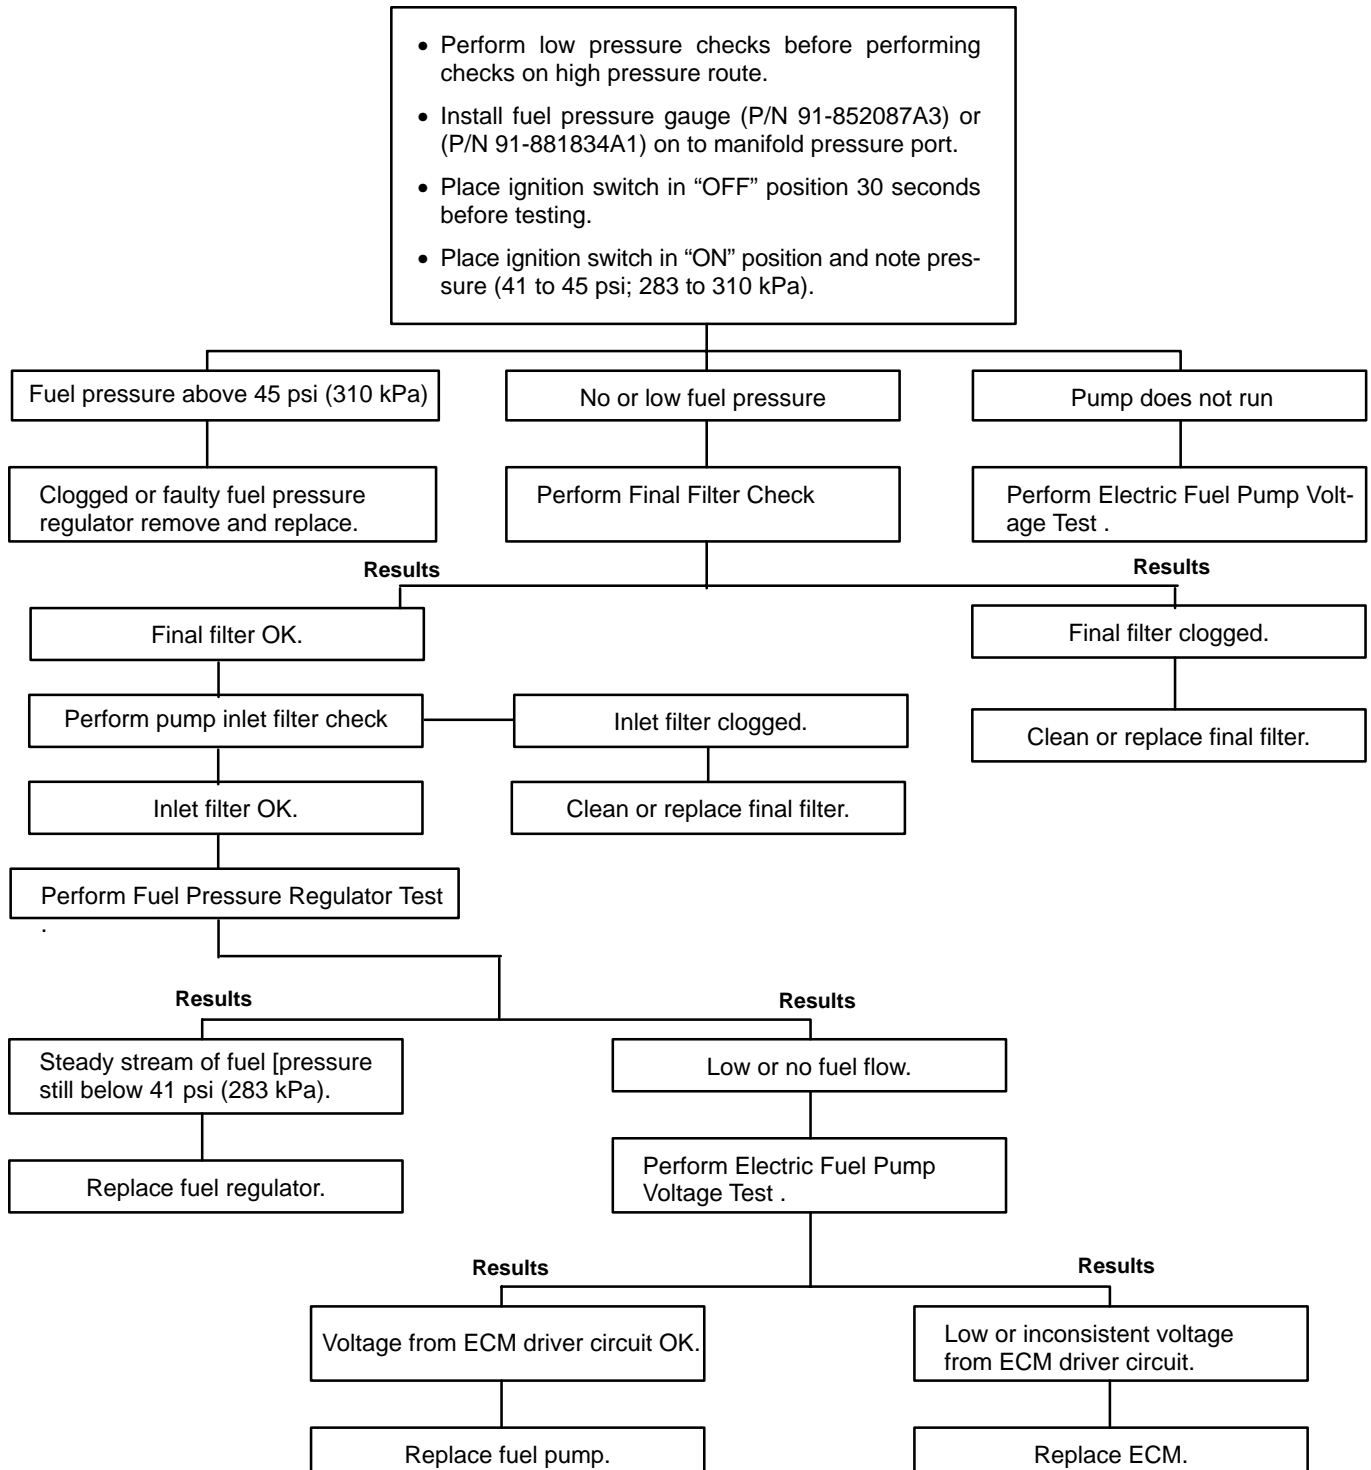 • Perform low pressure checks before performing
checks on high pressure route.
• Install fuel pressure gauge (P/N 91-852087A3) or
(P/N 91-881834A1) on to manifold pressure port.
• Place ignition switch in “OFF” position 30 seconds
before testing.
• Place ignition switch in “ON” position and note pres-
sure (41 to 45 psi; 283 to 310 kPa).
Fuel pressure above 45 psi (310 kPa)
No or low fuel pressure
Pump does not run
Clogged or faulty fuel pressure
regulator remove and replace.
Perform Final Filter Check
Perform Electric Fuel Pump Volt-
age Test .
Results
Results
Final filter OK.
Final filter clogged.
Perform pump inlet filter check
Inlet filter clogged.
Clean or replace final filter.
Inlet filter OK.
Clean or replace final filter.
Perform Fuel Pressure Regulator Test
.
Results
Results
Steady stream of fuel [pressure
still below 41 psi (283 kPa).
Low or no fuel flow.
Replace fuel regulator.
Perform Electric Fuel Pump
Voltage Test .
Results
Results
Voltage from ECM driver circuit OK.
Low or inconsistent voltage
from ECM driver circuit.
Replace fuel pump.
Replace ECM.